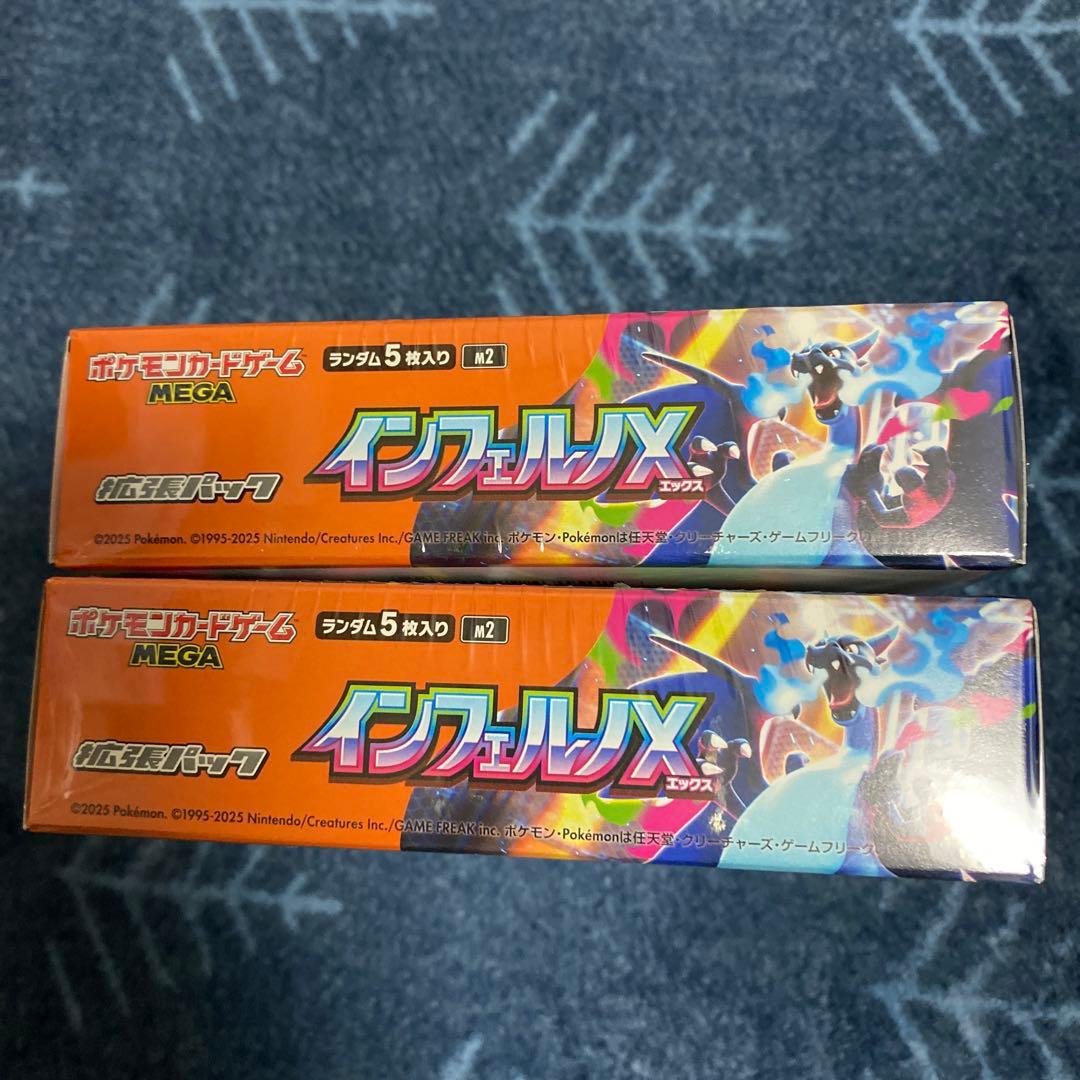 ポケモンカードゲーム™
MEGA
ランダム5枚入り
M2
インフェルノX
エックス
拡張パック
©2025 Pokémon. ©1995-2025 Nintendo/Creatures Inc./GAME FREAK inc. ポケモン・Pokémonは任天堂・クリーチャーズ・ゲームフリークの
ポケモンカードゲーム™
MEGA
ランダム5枚入り
M2
インフェルノX
エックス
拡張パック
©2025 Pokémon. ©1995-2025 Nintendo/Creatures Inc./GAME FREAK inc. ポケモン・Pokémonは任天堂・クリーチャーズ・ゲームフリークの